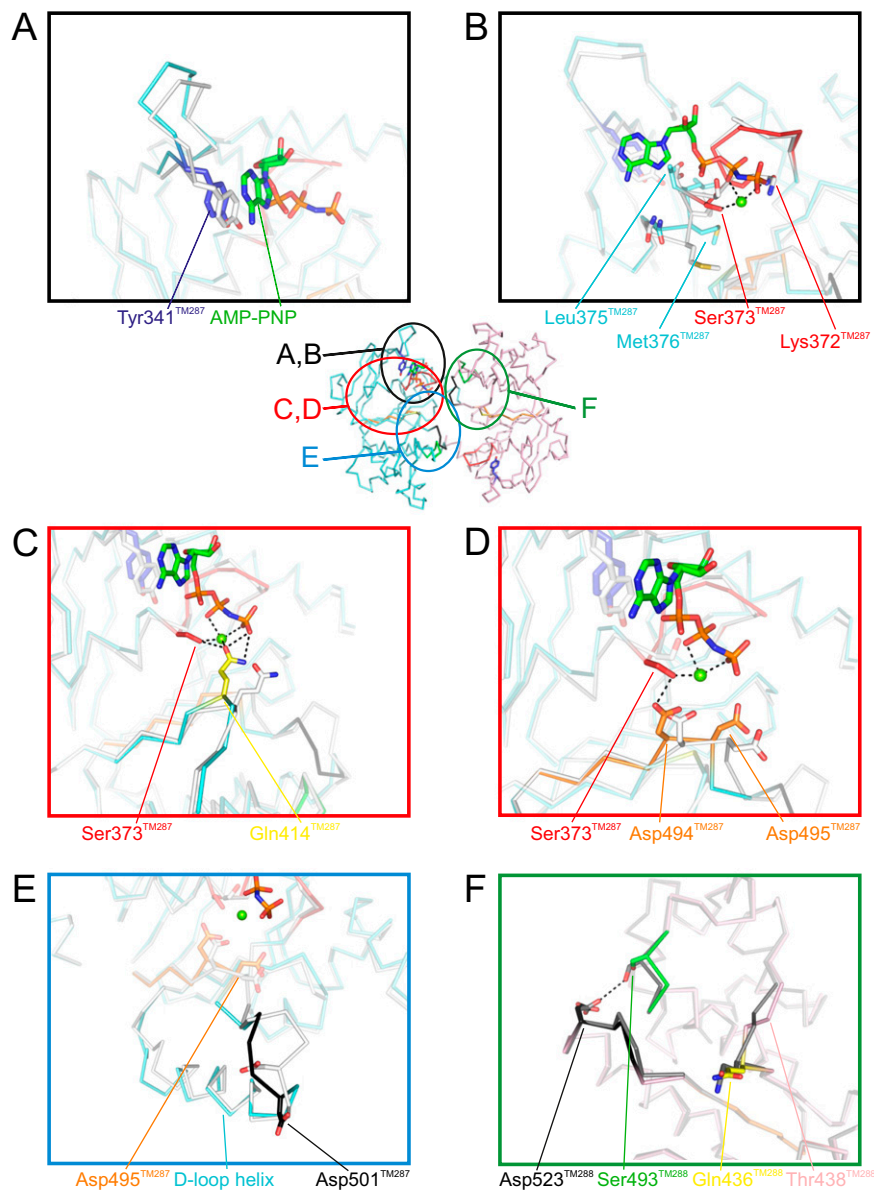 A
B
Tyr341TM287 AMP-PNP
Leu375TM287 Ser373TM287
Met376TM287 Lys372TM287
A,B
C,D
E
F
C
D
Ser373TM287 Gln414TM287
Ser373TM287 Asp494TM287 Asp495TM287
E
F
Asp495TM287 D-loop helix Asp501TM287
Asp523TM288 Ser493TM288 Gln436TM288 Thr438TM288